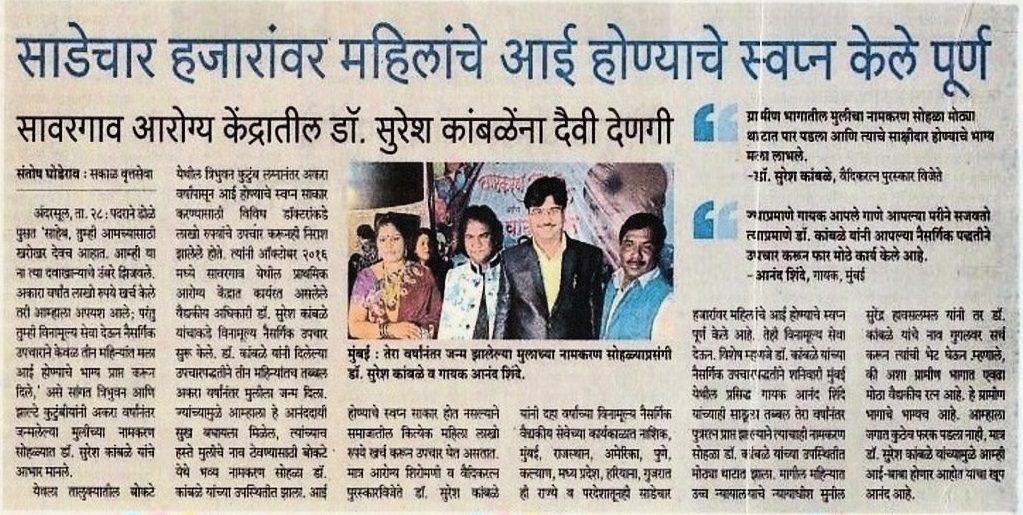 साडेचार हजारांवर महिलांचे आई होण्याचे स्वप्न केले पूर्ण
सावरगाव आरोग्य केंद्रातील डॉ. सुरेश कांबळेंना दैवी देणगी
संतोष घोडेराव : सकाळ वृत्तसेवा
अंदरसूल, ता. २८ : पदराने डोळे
पुसत 'साहेब, तुम्ही आमच्यासाठी
खरोखर देवच आहात. आम्ही या
ना त्या दवाखान्याचे उंबरे झिजवले.
अकरा वर्षांत लाखो रुपये खर्च केले
तरी आम्हाला अपयश आले; परंतु
तुम्ही विनामूल्य सेवा देऊन नैसर्गिक
उपचाराने केवळ तीन महिन्यांत मला
आई होण्याचे भाग्य प्राप्त करून
दिले,' असे सांगत त्रिभुवन आणि
झाल्टे कुटुंबीयांनी अकरा वर्षांनंतर
जन्मलेल्या मुलीच्या नामकरण
सोहळ्यात डॉ. सुरेश कांबळे यांचे
आभार मानले.
येवला तालुक्यातील बोकटे
येथील त्रिभुवन कुटुंब लग्नानंतर अकरा
वर्षांपासून आई होण्याचे स्वप्न साकार
करण्यासाठी विविध डॉक्टरांकडे
लाखो रुपयांचे उपचार करूनही निराश
झालेले होते. त्यांनी ऑक्टोबर २०१६
मध्ये सावरगाव येथील प्राथमिक
आरोग्य केंद्रात कार्यरत असलेले
वैद्यकीय अधिकारी डॉ. सुरेश कांबळे
यांचाकडे विनामूल्य नैसर्गिक उपचार
सुरू केले. डॉ. कांबळे यांनी दिलेल्या
उपचारपद्धतीने तीन महिन्यांतच तब्बल
अकरा वर्षांनंतर मुलीला जन्म दिला.
ज्यांच्यामुळे आम्हाला हे आनंददायी
सुख बघायला मिळेल, त्यांच्याच
हस्ते मुलीचे नाव ठेवण्यासाठी बोकटे
येथे भव्य नामकरण सोहळा डॉ.
कांबळे यांच्या उपस्थितीत झाला. आई
मुंबई : तेरा वर्षांनंतर जन्म झालेल्या मुलाच्या नामकरण सोहळ्याप्रसंगी
डॉ. सुरेश कांबळे व गायक आनंद शिंदे.
होण्याचे स्वप्न साकार होत नसल्याने
समाजातील कित्येक महिला लाखो
रुपये खर्च करून उपचार घेत असतात.
मात्र आरोग्य शिरोमणी व वैदिकरत्न
पुरस्कारविजेते डॉ. सुरेश कांबळे
यांनी दहा वर्षांच्या विनामूल्य नैसर्गिक
वैद्यकीय सेवेच्या कार्यकाळात नाशिक,
मुंबई, राजस्थान, अमेरिका, पुणे,
कल्याण, मध्य प्रदेश, हरियाना, गुजरात
ही राज्ये व परदेशातूनही साडेचार
ग्रामीण भागातील मुलीचा नामकरण सोहळा मोठ्या
थाटात पार पडला आणि त्याचे साक्षीदार होण्याचे भाग्य
मला लाभले.
-डॉ. सुरेश कांबळे, वैदिकरत्न पुरस्कार विजेते
ज्याप्रमाणे गायक आपले गाणे आपल्या परीने सजवतो
त्याप्रमाणे डॉ. कांबळे यांनी आपल्या नैसर्गिक पद्धतीने
उपचार करून फार मोठे कार्य केले आहे.
- आनंद शिंदे, गायक, मुंबई
हजारांवर महिलांचे आई होण्याचे स्वप्न
पूर्ण केले आहे. तेही विनामूल्य सेवा
देऊन. विशेष म्हणजे डॉ. कांबळे यांच्या
नैसर्गिक उपचारपद्धतीने शनिवारी मुंबई
येथील प्रसिद्ध गायक आनंद शिंदे
यांच्याही साडूला तब्बल तेरा वर्षांनंतर
पुत्ररत्न प्राप्त झाल्याने त्याचाही नामकरण
सोहळा डॉ. कांबळे यांच्या उपस्थितीत
मोठ्या थाटात झाला. मागील महिन्यात
उच्च न्यायालयाचे न्यायाधीश सुनील
सुरेंद्र हावसलमल यांनी तर डॉ.
कांबळे यांचे नाव गुगलवर सर्च
करून त्यांची भेट घेऊन म्हणाले,
की अशा ग्रामीण भागात एवढा
मोठा वैद्यकीय रत्न आहे. हे ग्रामीण
भागाचे भाग्यच आहे. आम्हाला
जगात कुठेच फरक पडला नाही, मात्र
डॉ. सुरेश कांबळे यांच्यामुळे आम्ही
आई-बाबा होणार आहोत याचा खूप
आनंद आहे.